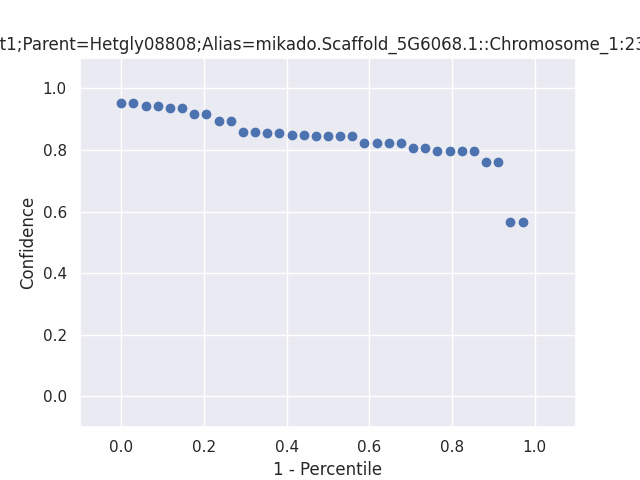 t1;Parent=Hetgly08808;Alias=mikado.Scaffold_5G6068.1::Chromosome_1:23
1.0
0.8
0.6
0.4
0.2
0.0
Confidence
0.0 0.2 0.4 0.6 0.8 1.0
1 - Percentile